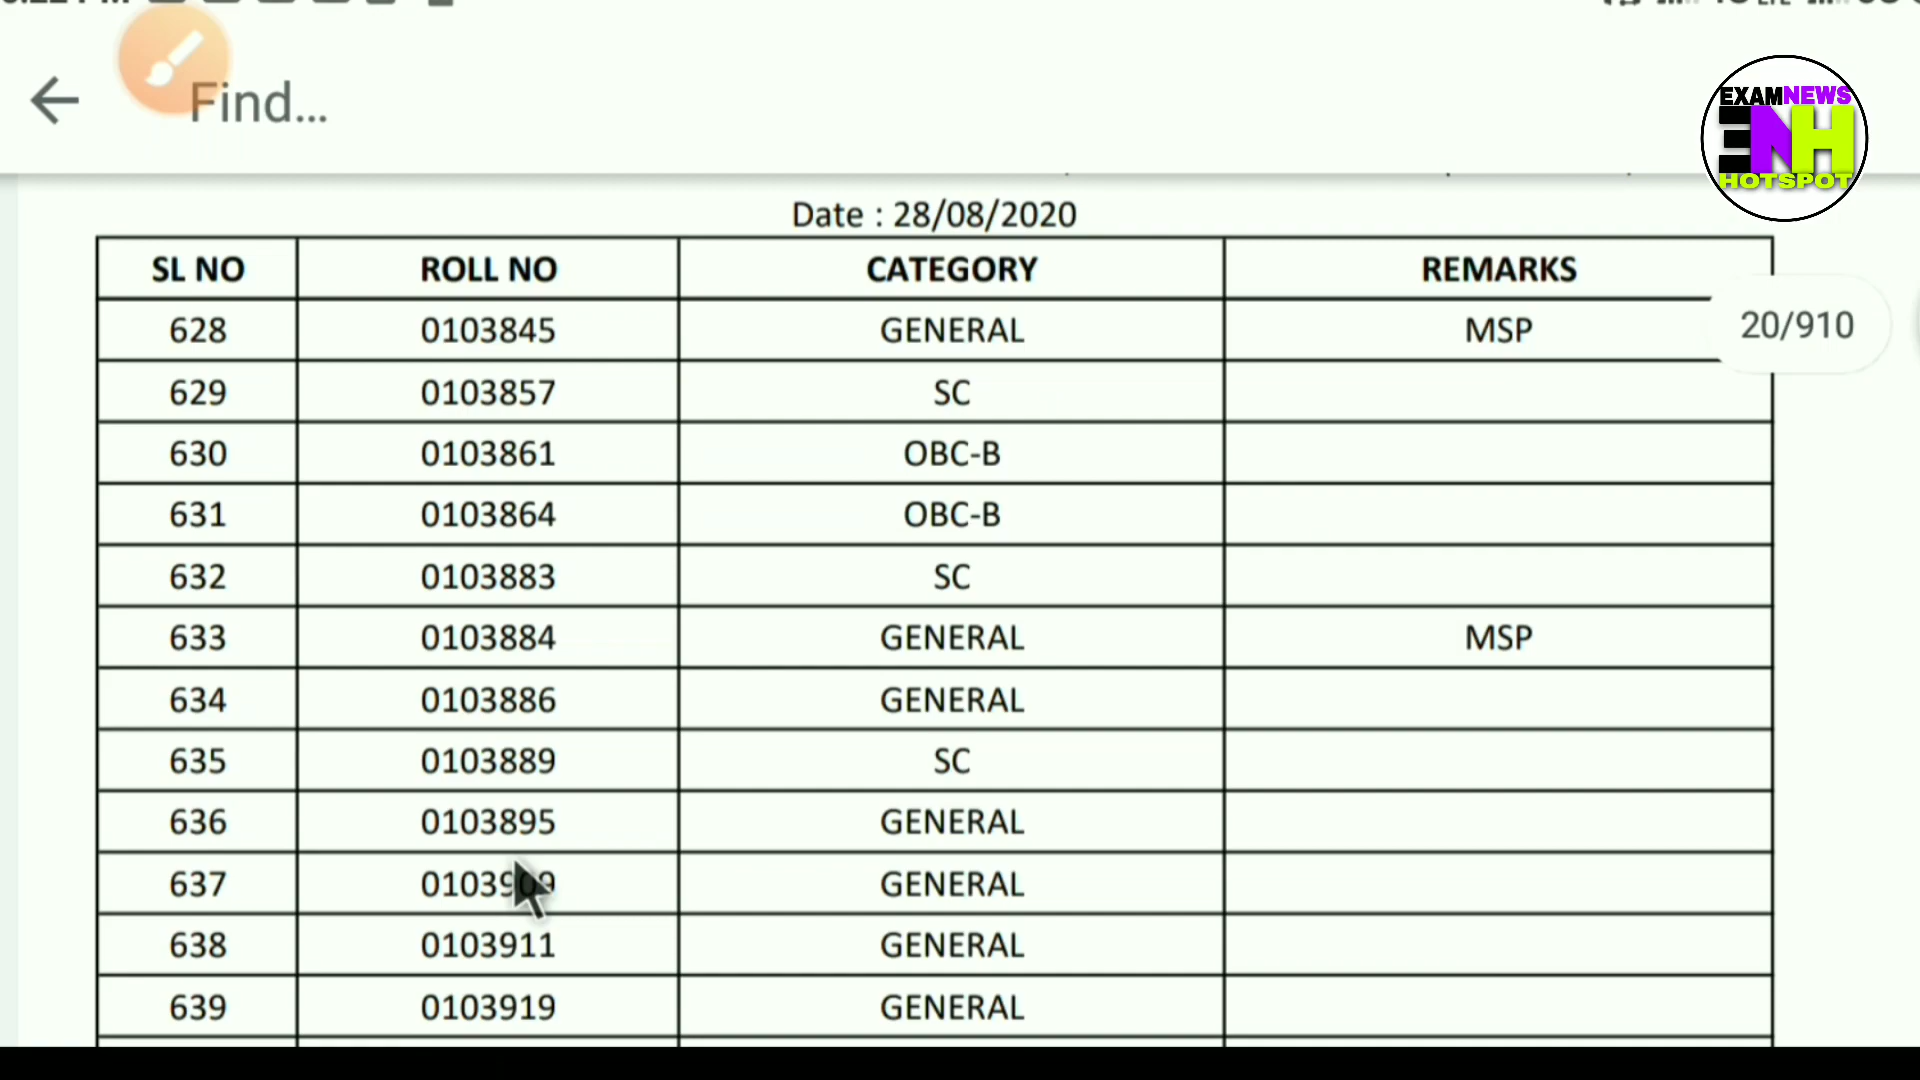 Find...
EXAMNEWS
ENH
HOTSPOT
Date : 28/08/2020
SL NO ROLL NO CATEGORY REMARKS
20/910
628 0103845 GENERAL MSP
629 0103857 SC
630 0103861 OBC-B
631 0103864 OBC-B
632 0103883 SC
633 0103884 GENERAL MSP
634 0103886 GENERAL
635 0103889 SC
636 0103895 GENERAL
637 0103909 GENERAL
638 0103911 GENERAL
639 0103919 GENERAL